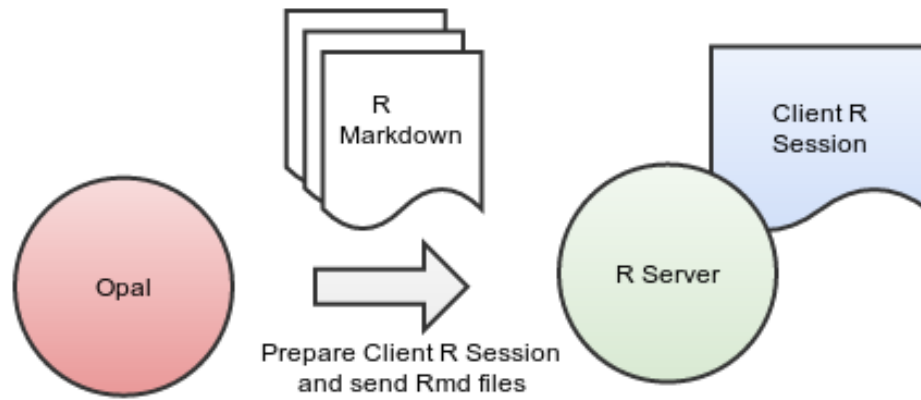 R
Markdown
Client R
Session
Opal
R Server
Prepare Client R Session
and send Rmd files